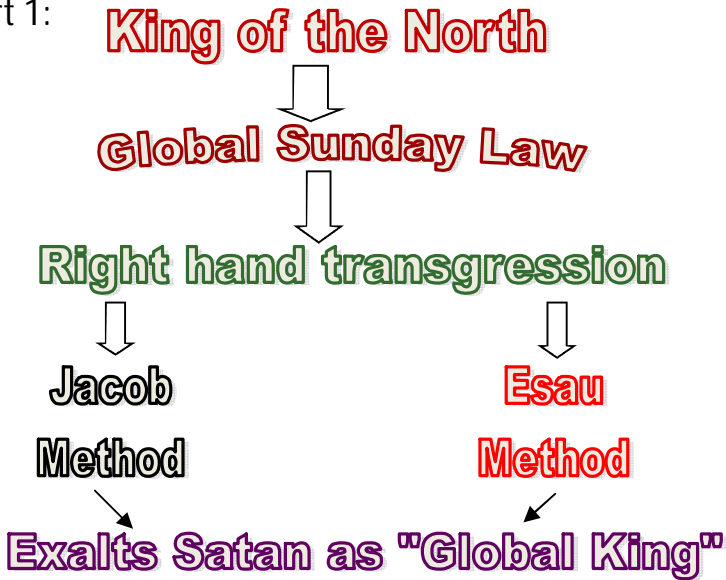 1:
King of the North
Global Sunday Law
Right hand transgression
Jacob Esau
Method Method
Exalts Satan as "Global King"